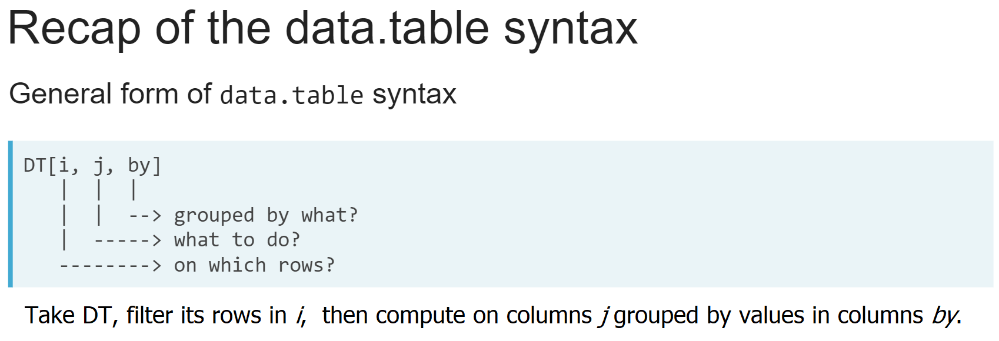 Recap of the data.table syntax
General form of data.table syntax
DT[i, j, by]
   |  |  |
   |  |  --> grouped by what?
   |  -----> what to do?
   --------> on which rows?
Take DT, filter its rows in i,  then compute on columns j grouped by values in columns by.